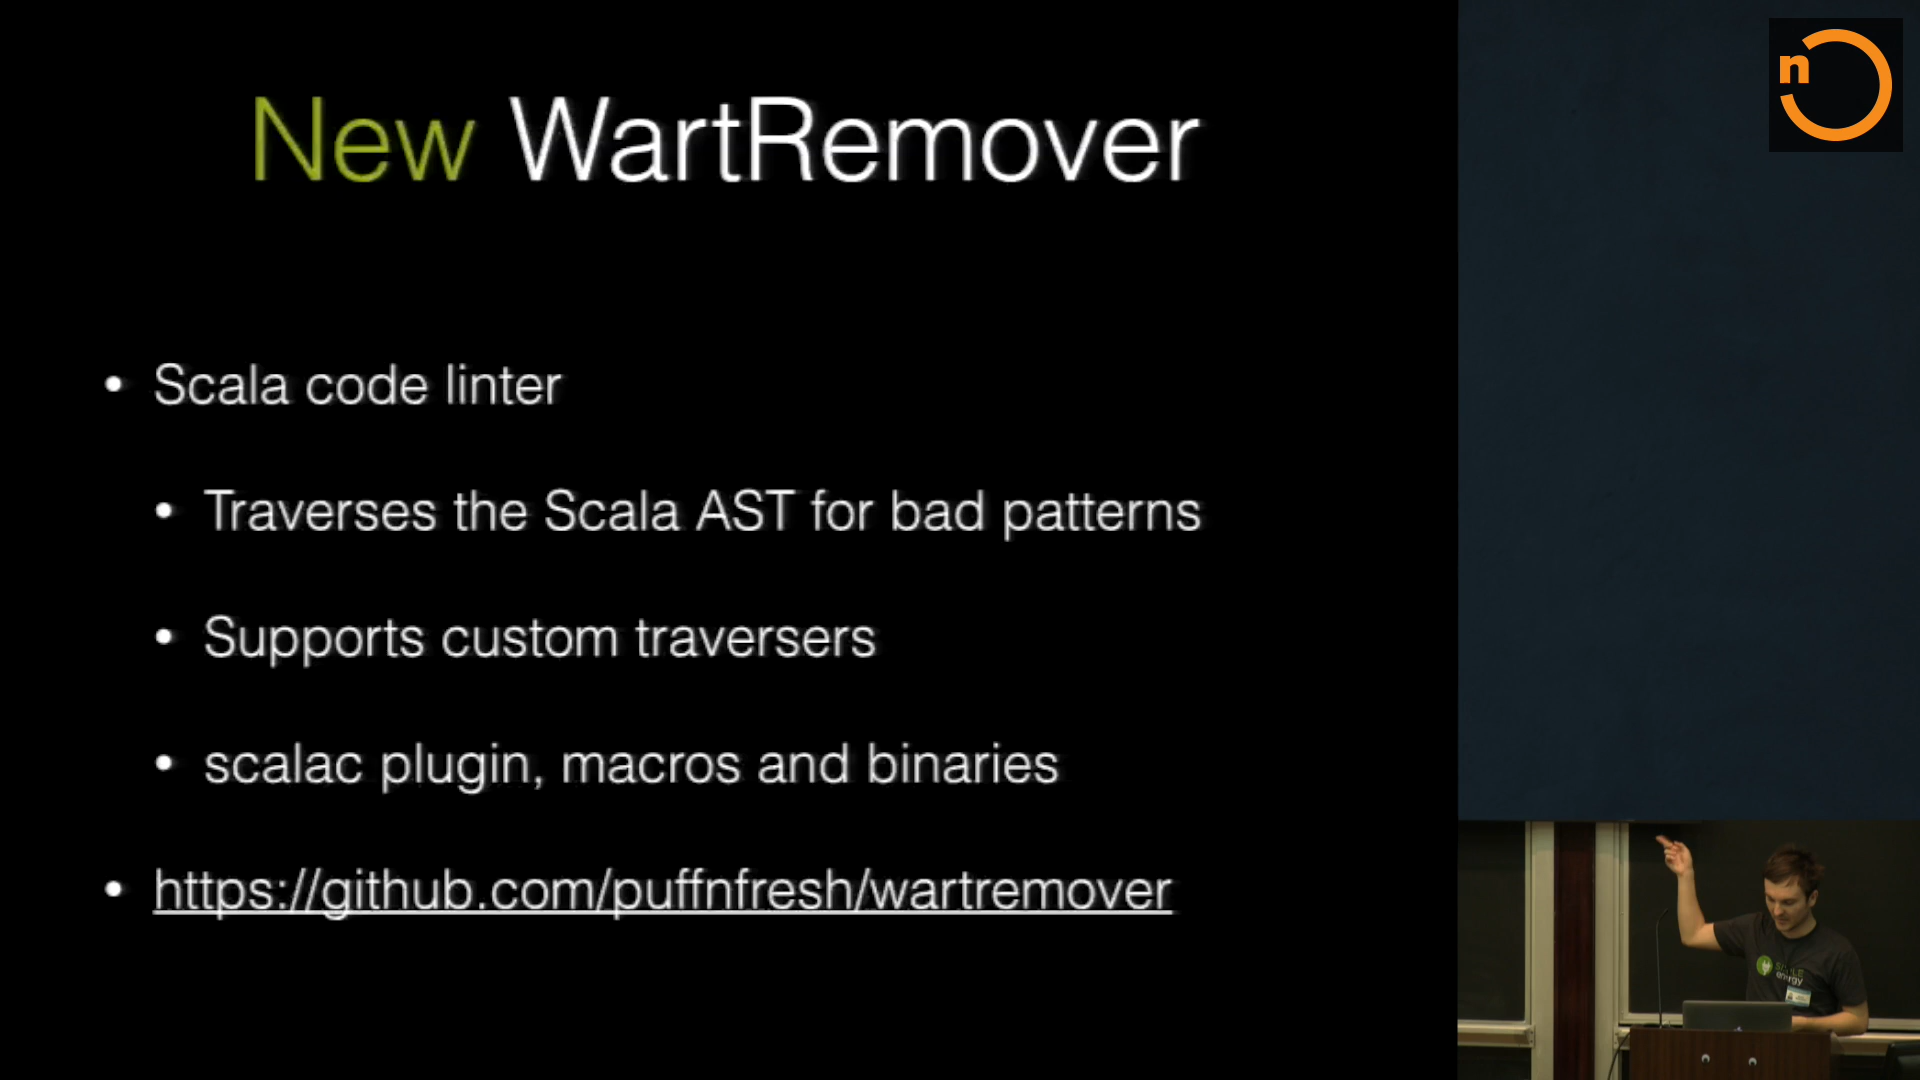 n
New WartRemover
• Scala code linter
• Traverses the Scala AST for bad patterns
• Supports custom traversers
• scalac plugin, macros and binaries
• https://github.com/puffnfresh/wartremover
energy